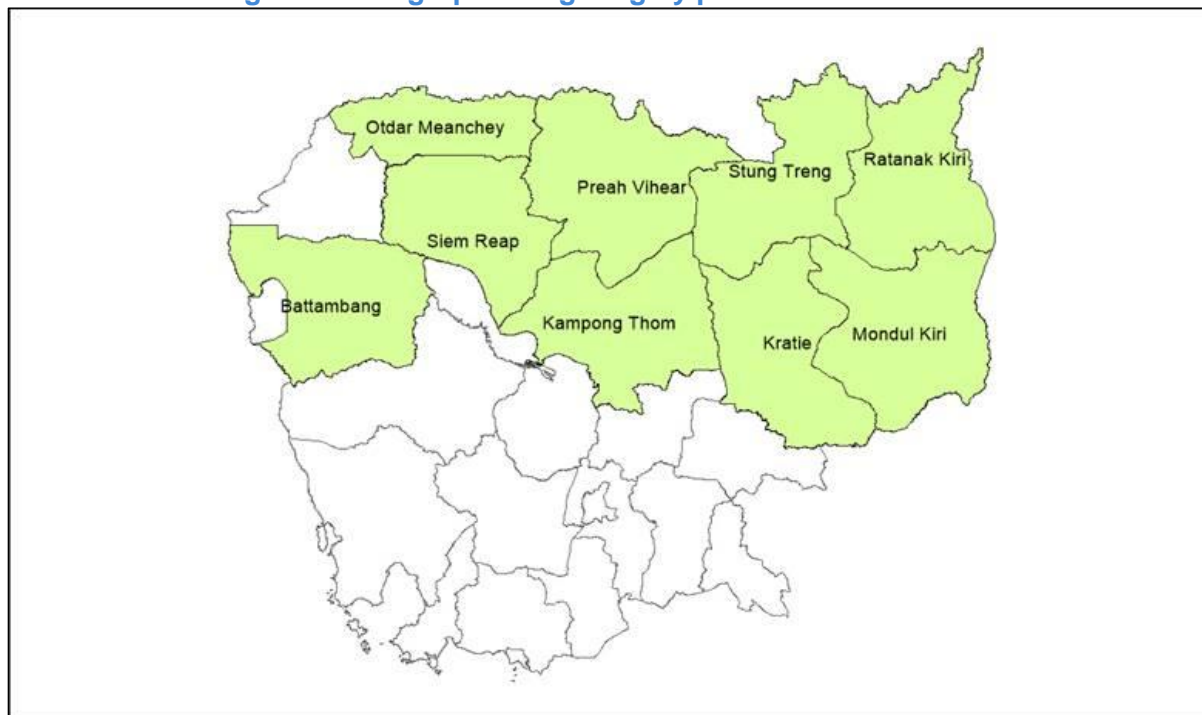 Otdar Meanchey
Preah Vihear
Stung Treng
Ratanak Kiri
Siem Reap
Battambang
Kampong Thom
Kratie
Mondul Kiri